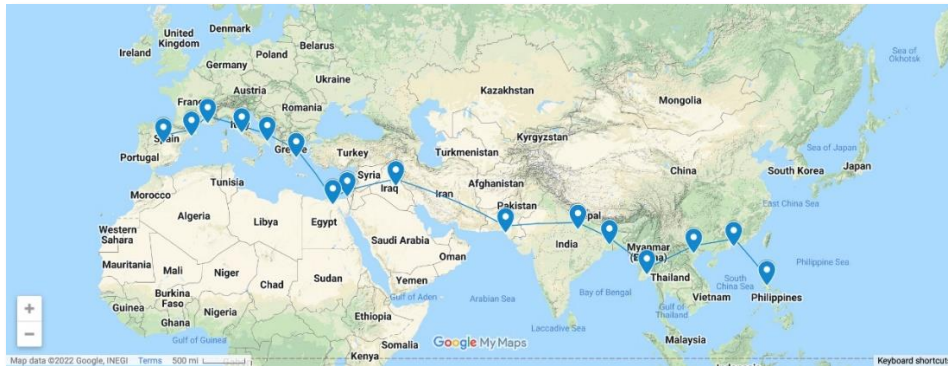 Denmark
United
Kingdom
Ireland
Belarus
Poland
Germany
Sea of
Okhotsk
Ukraine
Austria
Kazakhstan
Mongolia
Romania
Spain
Portugal
Kyrgyzstan
Sea of Japan
Turkey
Turkmenistan
China
South Korea
Japan
Tunisia
Syria
Iraq
Iran
Afghanistan
Morocco
Pakistan
East China Sea
Algeria
Libya
Egypt
Western
Sahara
Saudi Arabia
Oman
India
Philippine Sea
Mauritania
Mali
Niger
Chad
Sudan
Yemen
Thailand
South
China Sea
Gulf of Aden
Arabian Sea
Bay of Bengal
Vietnam
Philippines
Burkina
Faso
Guinea
Nigeria
Ghana
Ethiopia
Gulf of
Thailand
Laccadive Sea
Gulf of Guinea
Somalia
Google My Maps
Malaysia
Kenya
+
−
Map data ©2022 Google, INEGI Terms 500 mi
Keyboard shortcut